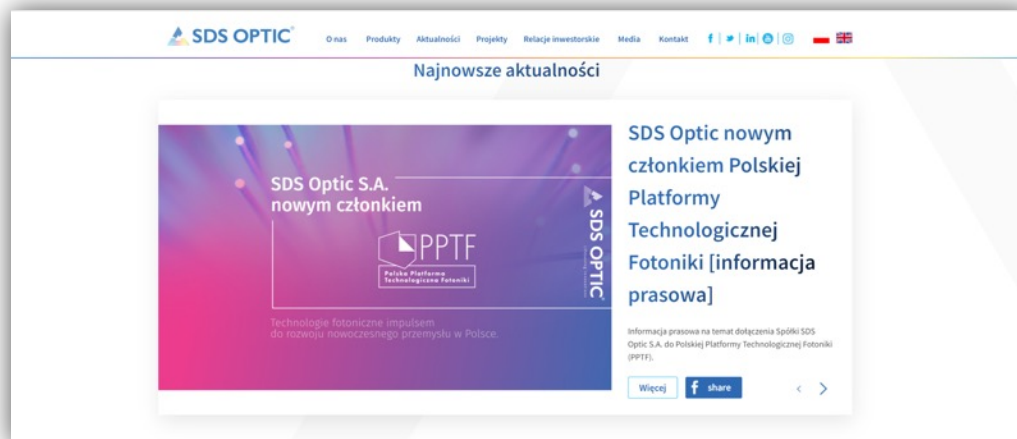 SDS OPTIC
O nas Produkty Aktualności Projekty Relacje inwestorskie Media Kontakt
Najnowsze aktualności
SDS Optic S.A.
nowym członkiem
PPTF
Polska Platforma
Technologiczna Fotoniki
Technologie fotoniczne impulsem
do rozwoju nowoczesnego przemysłu w Polsce.
SDS OPTIC
SDS Optic nowym
członkiem Polskiej
Platformy
Technologicznej
Fotoniki [informacja
prasowa]
Informacja prasowa na temat dołączenia Spółki SDS
Optic S.A. do Polskiej Platformy Technologicznej Fotoniki
(PPTF).
Więcej
f share